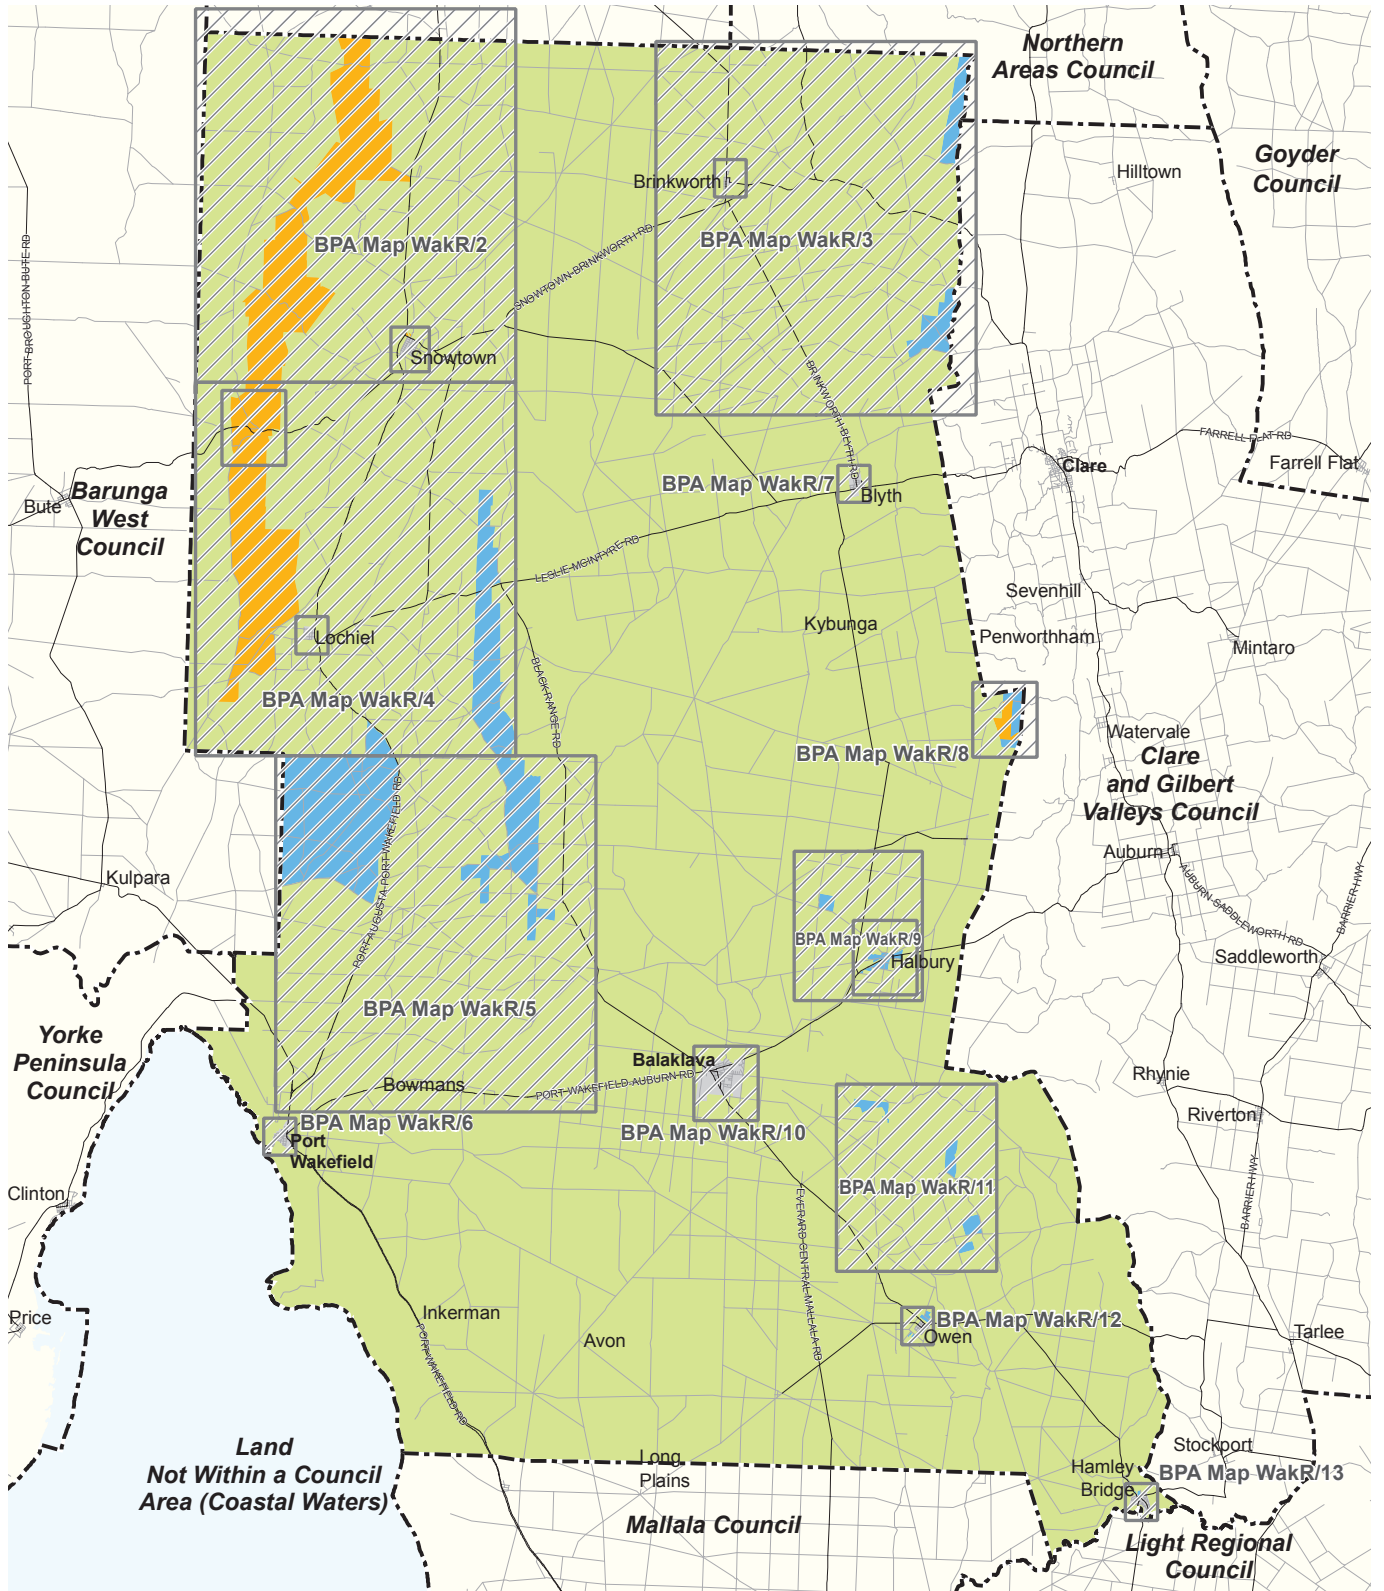 Northern
Areas Council
Goyder
Council
Hilltown
Brinkworth
BPA Map WakR/2
BPA Map WakR/3
PORT BROUGHTON-BUTE RD
SNOWTOWN-BRINKWORTH RD
Snowtown
BRINKWORTH-BLYTH RD
FARRELL FLAT RD
Farrell Flat
Clare
BPA Map WakR/7
Blyth
Bute
Barunga
West
Council
LESLIE MCINTYRE RD
Sevenhill
Kybunga
Penworthham
Mintaro
Lochiel
BLACK RANGE RD
BPA Map WakR/4
Watervale
BPA Map WakR/8
Clare
and Gilbert
Valleys Council
PORT AUGUSTA-PORT WAKEFIELD RD
Auburn
AUBURN SADDLEWORTH RD
BARRIER HWY
Kulpara
BPA Map WakR/9
Halbury
Saddleworth
BPA Map WakR/5
Yorke
Peninsula
Council
Balaklava
Bowmans
PORT WAKEFIELD AUBURN RD
Rhynie
Riverton
BPA Map WakR/6
BPA Map WakR/10
Port
Wakefield
BPA Map WakR/11
Clinton
BARRIER HWY
EVERARD CENTRAL-MALLALA RD
Price
Inkerman
Avon
BPA Map WakR/12
Owen
Tarlee
PORT WAKEFIELD RD
Land
Not Within a Council
Area (Coastal Waters)
Long
Plains
Stockport
Hamley
Bridge
BPA Map WakR/13
Mallala Council
Light Regional
Council